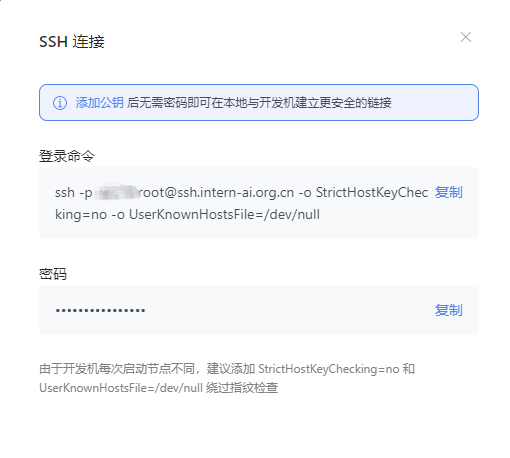 SSH 连接
添加公钥 后无需密码即可在本地与开发机建立更安全的链接
登录命令
ssh -p root@ssh.intern-ai.org.cn -o StrictHostKeyChec 复制
king=no -o UserKnownHostsFile=/dev/null
密码
•••••••••••••••• 复制
由于开发机每次启动节点不同，建议添加 StrictHostKeyChecking=no 和
UserKnownHostsFile=/dev/null 绕过指纹检查